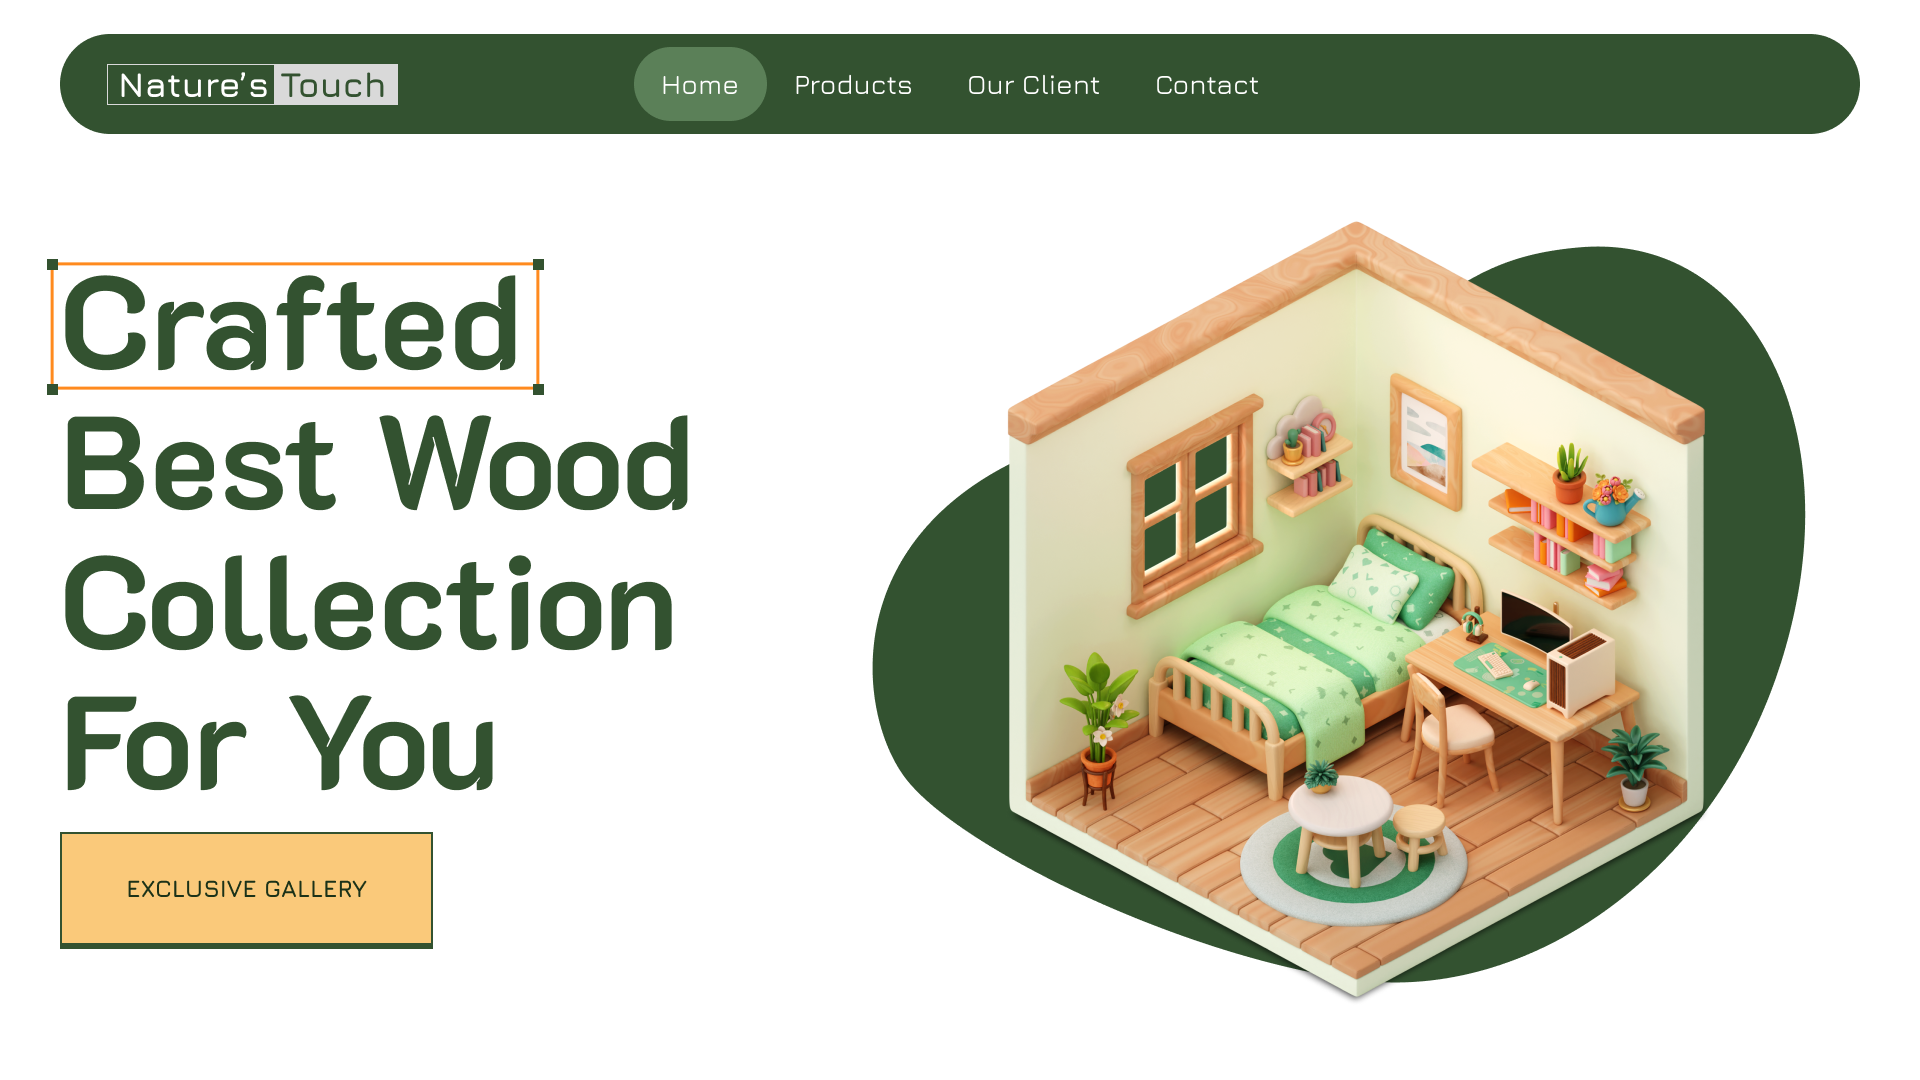 Nature’s Touch
Home Products Our Client Contact
Crafted
Best Wood
Collection
For You
EXCLUSIVE GALLERY